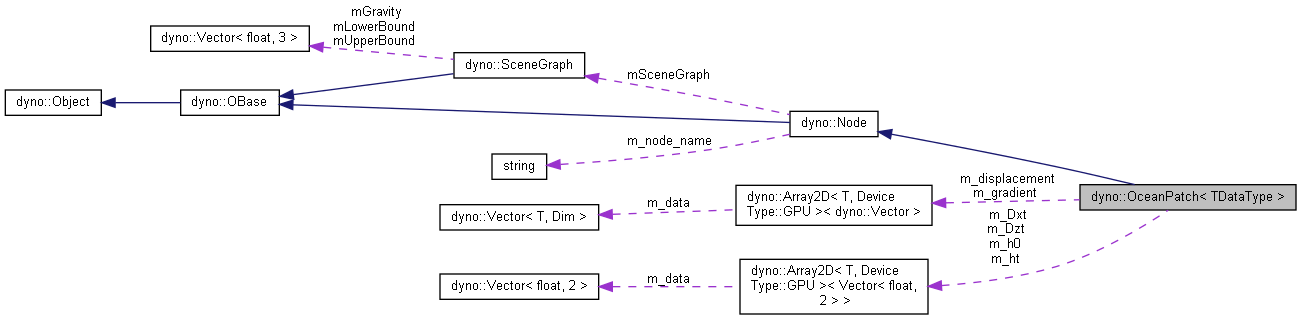 mGravity
mLowerBound
mUpperBound
dyno::Vector< float, 3 >
dyno::SceneGraph
mSceneGraph
dyno::Object
dyno::OBase
dyno::Node
m_node_name
string
m_displacement
m_gradient
dyno::OceanPatch< TDataType >
dyno::Array2D< T, Device
Type::GPU >< dyno::Vector >
m_data
dyno::Vector< T, Dim >
m_Dxt
m_Dzt
m_h0
m_ht
dyno::Array2D< T, Device
Type::GPU >< Vector< float,
2 > >
m_data
dyno::Vector< float, 2 >